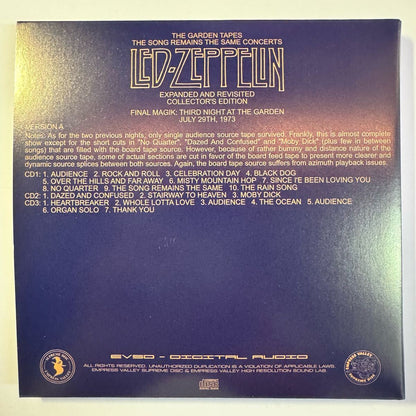 THE GARDEN TAPES
THE SONG REMAINS THE SAME CONCERTS
LED-ZEPPELIN
EXPANDED AND REVISITED
COLLECTOR'S EDITION
FINAL MAGIK: THIRD NIGHT AT THE GARDEN
JULY 29TH, 1973
VERSION A
Notes: As for the two previous nights, only single audience source tape survived. Frankly, this is almost complete
show except for the short cuts in "No Quarter", "Dazed And Confused" and "Moby Dick" (plus few in between
songs) that are filled with the board tape source. However, because of rather bummy and distance nature of the
audience source tape, some of actual sections are cut in favor of the board feed tape to present more clearer and
dynamic source splices between both sources. Again, the board tape source suffers from azimuth playback issues.
CD1: 1. AUDIENCE 2. ROCK AND ROLL 3. CELEBRATION DAY 4. BLACK DOG
5. OVER THE HILLS AND FAR AWAY 6. MISTY MOUNTAIN HOP 7. SINCE I'E BEEN LOVING YOU
8. NO QUARTER 9. THE SONG REMAINS THE SAME 10. THE RAIN SONG
CD2: 1. DAZED AND CONFUSED 2. STAIRWAY TO HEAVEN 3. MOBY DICK
CD3: 1. HEARTBREAKER 2. WHOLE LOTTA LOVE 3. AUDIENCE 4. THE OCEAN 5. AUDIENCE
6. ORGAN SOLO 7. THANK YOU
EVSD - DIGITAL AUDIO
ALL RIGHTS RESERVED. UNAUTHORIZED DUPLICATION IS A VIOLATION OF APPLICABLE LAWS.
EMPRESS VALLEY SUPREME DISC & EMPRESS VALLEY HIGH RESOLUTION SOUND LAB.
EMPRESS VALLEY
SUPREME DISC